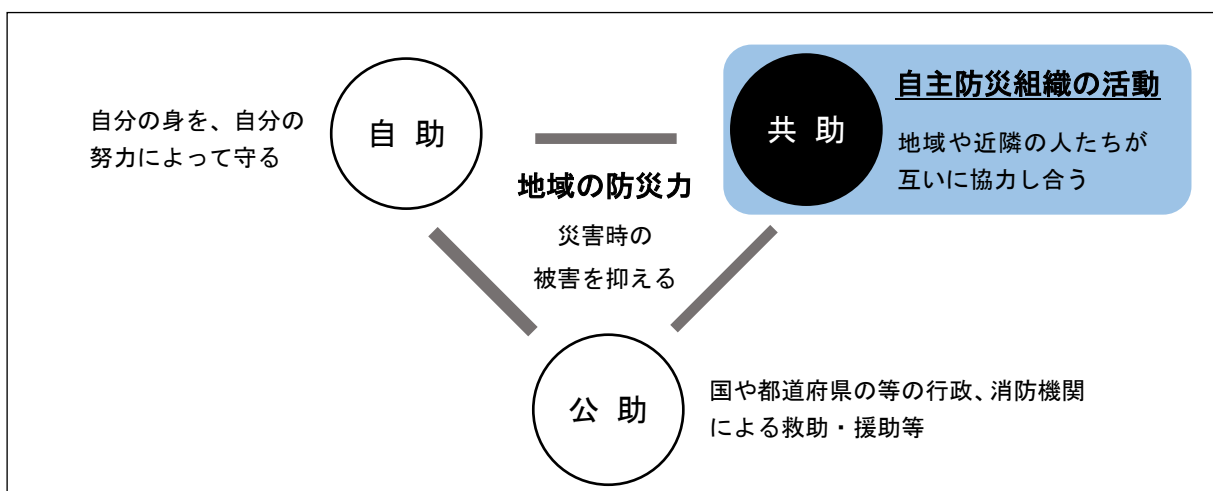 自分の身を、自分の
努力によって守る
自助
共助
自主防災組織の活動
地域や近隣の人たちが
互いに協力し合う
地域の防災力
災害時の
被害を抑える
公助
国や都道府県の等の行政、消防機関
による救助・援助等